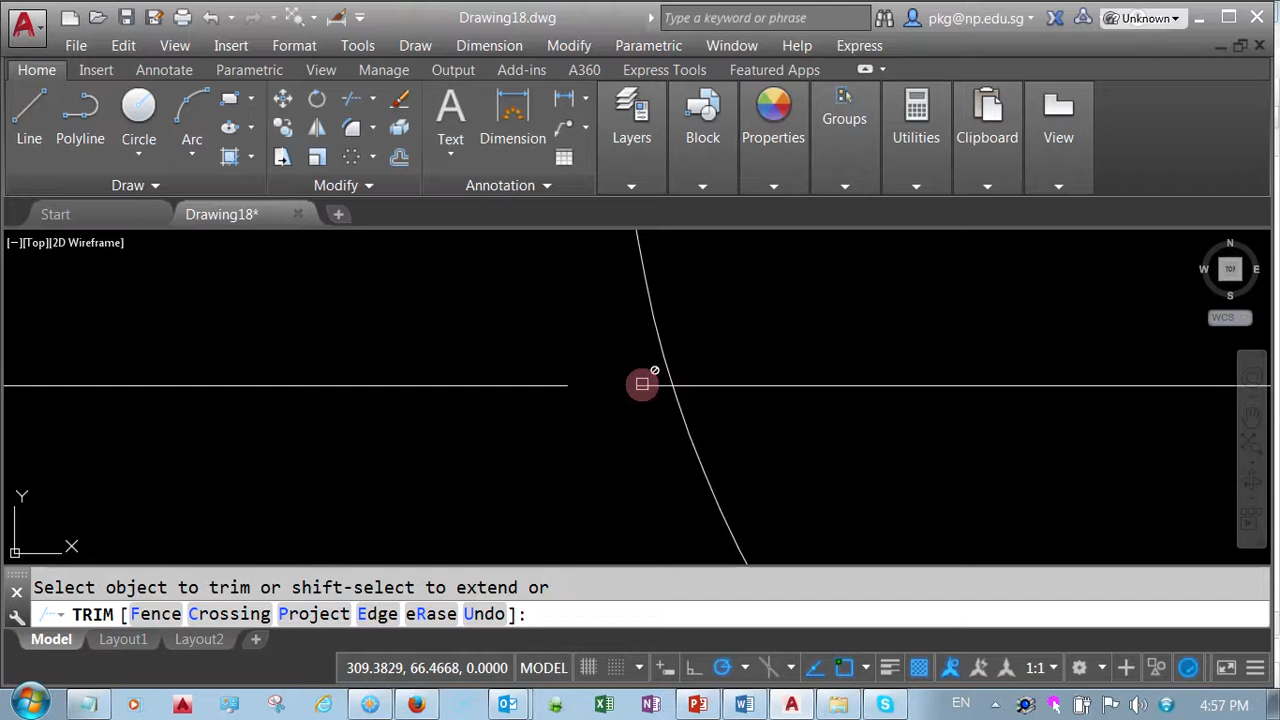 Drawing18.dwg
Type a keyword or phrase
pkg@np.edu.sg
Unknown
File Edit View Insert Format Tools Draw Dimension Modify Parametric Window Help Express
Home Insert Annotate Parametric View Manage Output Add-ins A360 Express Tools Featured Apps
Line Polyline Circle Arc
Text Dimension
Layers Block Properties Groups Utilities Clipboard View
Draw Modify Annotation
Start Drawing18*
[−][Top][2D Wireframe]
N
W TOP E
S
WCS
Y
X
Select object to trim or shift-select to extend or
TRIM [Fence Crossing Project Edge eRase Undo]:
Model Layout1 Layout2
309.3829, 66.4668, 0.0000 MODEL 1:1
EN 4:57 PM